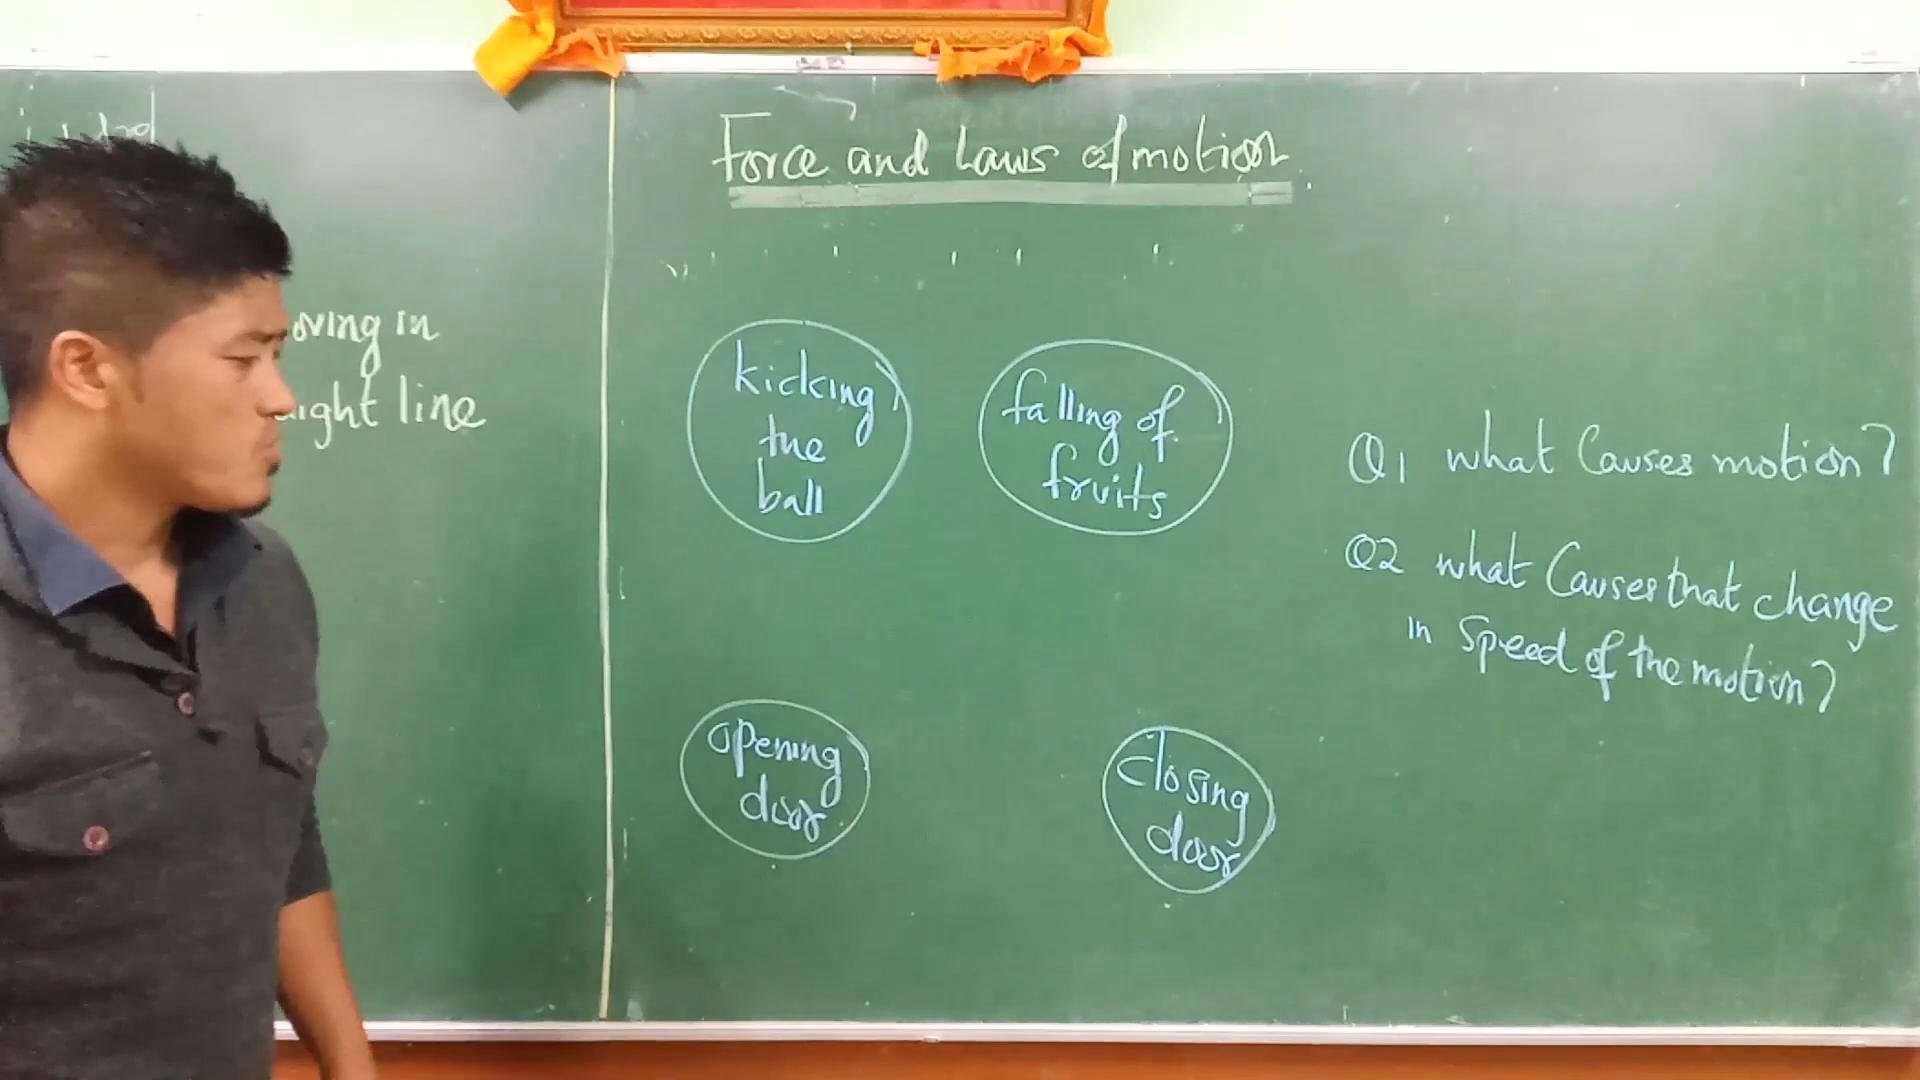 Force and Laws of motion
oving in
aight line
kicking
the
ball
falling of
fruits
Q1 what Causes motion?
Q2 what Causes that change
in speed of the motion?
opening
door
closing
door